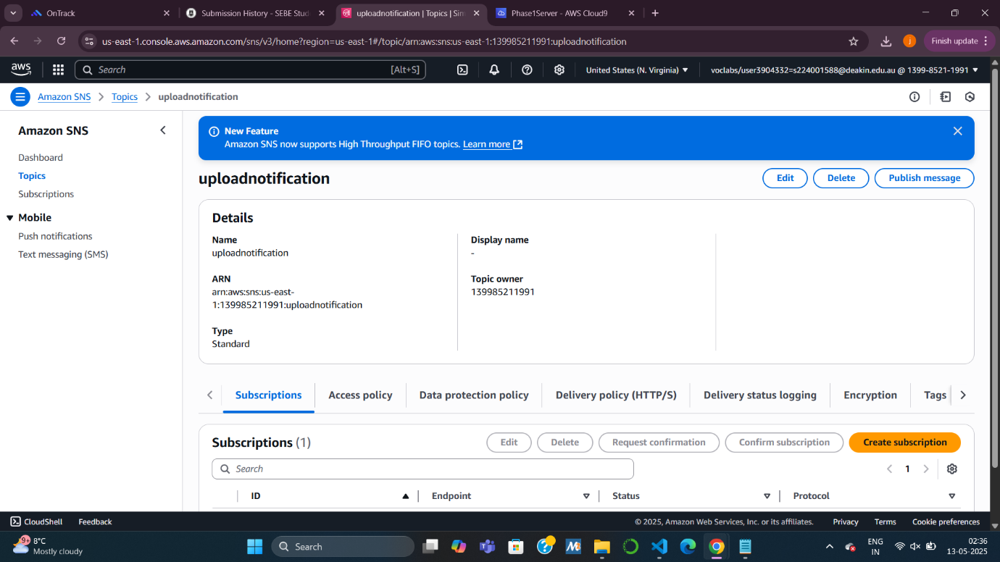 OnTrack
Submission History - SEBE Stud
uploadnotification | Topics | Sim
Phase1Server - AWS Cloud9
us-east-1.console.aws.amazon.com/sns/v3/home?region=us-east-1#/topic/arn:aws:sns:us-east-1:139985211991:uploadnotification
j
Finish update
aws
Search
[Alt+S]
United States (N. Virginia)
voclabs/user3904332=s224001588@deakin.edu.au @ 1399-8521-1991
Amazon SNS
Topics
uploadnotification
Amazon SNS
Dashboard
Topics
Subscriptions
Mobile
Push notifications
Text messaging (SMS)
New Feature
Amazon SNS now supports High Throughput FIFO topics. Learn more
uploadnotification
Edit
Delete
Publish message
Details
Name
uploadnotification
ARN
arn:aws:sns:us-east-
1:139985211991:uploadnotification
Type
Standard
Display name
-
Topic owner
139985211991
Subscriptions
Access policy
Data protection policy
Delivery policy (HTTP/S)
Delivery status logging
Encryption
Tags
Subscriptions (1)
Edit
Delete
Request confirmation
Confirm subscription
Create subscription
Search
1
ID
Endpoint
Status
Protocol
CloudShell
Feedback
© 2025, Amazon Web Services, Inc. or its affiliates.
Privacy
Terms
Cookie preferences
9+
8°C
Mostly cloudy
Search
ENG
IN
02:36
13-05-2025